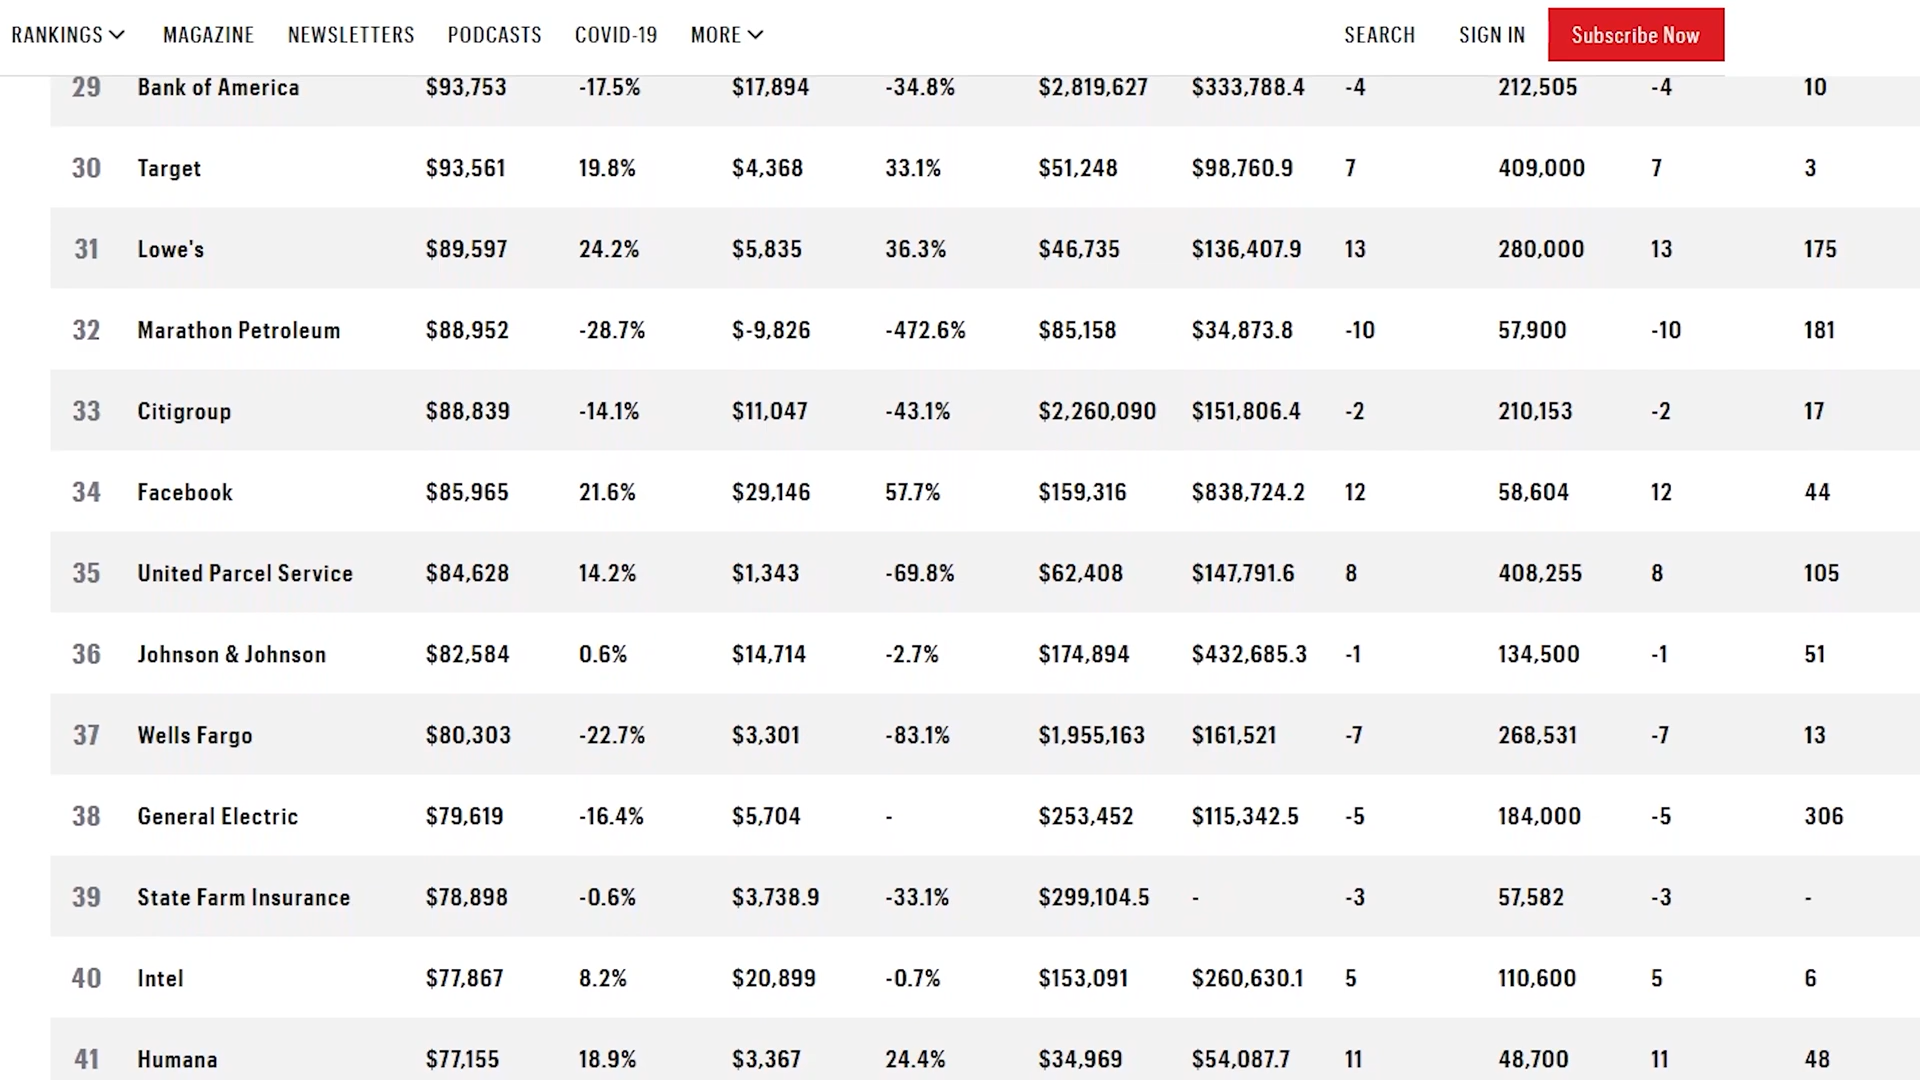 RANKINGS MAGAZINE NEWSLETTERS PODCASTS COVID-19 MORE SEARCH SIGN IN Subscribe Now
29 Bank of America $93,753 -17.5% $17,894 -34.8% $2,819,627 $333,788.4 -4 212,505 -4 10
30 Target $93,561 19.8% $4,368 33.1% $51,248 $98,760.9 7 409,000 7 3
31 Lowe's $89,597 24.2% $5,835 36.3% $46,735 $136,407.9 13 280,000 13 175
32 Marathon Petroleum $88,952 -28.7% $-9,826 -472.6% $85,158 $34,873.8 -10 57,900 -10 181
33 Citigroup $88,839 -14.1% $11,047 -43.1% $2,260,090 $151,806.4 -2 210,153 -2 17
34 Facebook $85,965 21.6% $29,146 57.7% $159,316 $838,724.2 12 58,604 12 44
35 United Parcel Service $84,628 14.2% $1,343 -69.8% $62,408 $147,791.6 8 408,255 8 105
36 Johnson & Johnson $82,584 0.6% $14,714 -2.7% $174,894 $432,685.3 -1 134,500 -1 51
37 Wells Fargo $80,303 -22.7% $3,301 -83.1% $1,955,163 $161,521 -7 268,531 -7 13
38 General Electric $79,619 -16.4% $5,704 - $253,452 $115,342.5 -5 184,000 -5 306
39 State Farm Insurance $78,898 -0.6% $3,738.9 -33.1% $299,104.5 - -3 57,582 -3 -
40 Intel $77,867 8.2% $20,899 -0.7% $153,091 $260,630.1 5 110,600 5 6
41 Humana $77,155 18.9% $3,367 24.4% $34,969 $54,087.7 11 48,700 11 48